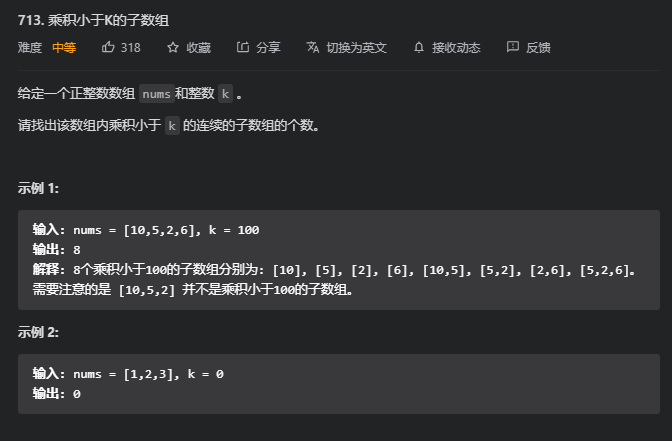 713. 乘积小于K的子数组
难度 中等 318 收藏 分享 切换为英文 接收动态 反馈
给定一个正整数数组 nums和整数 k 。
请找出该数组内乘积小于 k 的连续的子数组的个数。
示例 1:
输入: nums = [10,5,2,6], k = 100
输出: 8
解释: 8个乘积小于100的子数组分别为: [10], [5], [2], [6], [10,5], [5,2], [2,6], [5,2,6]。
需要注意的是 [10,5,2] 并不是乘积小于100的子数组。
示例 2:
输入: nums = [1,2,3], k = 0
输出: 0